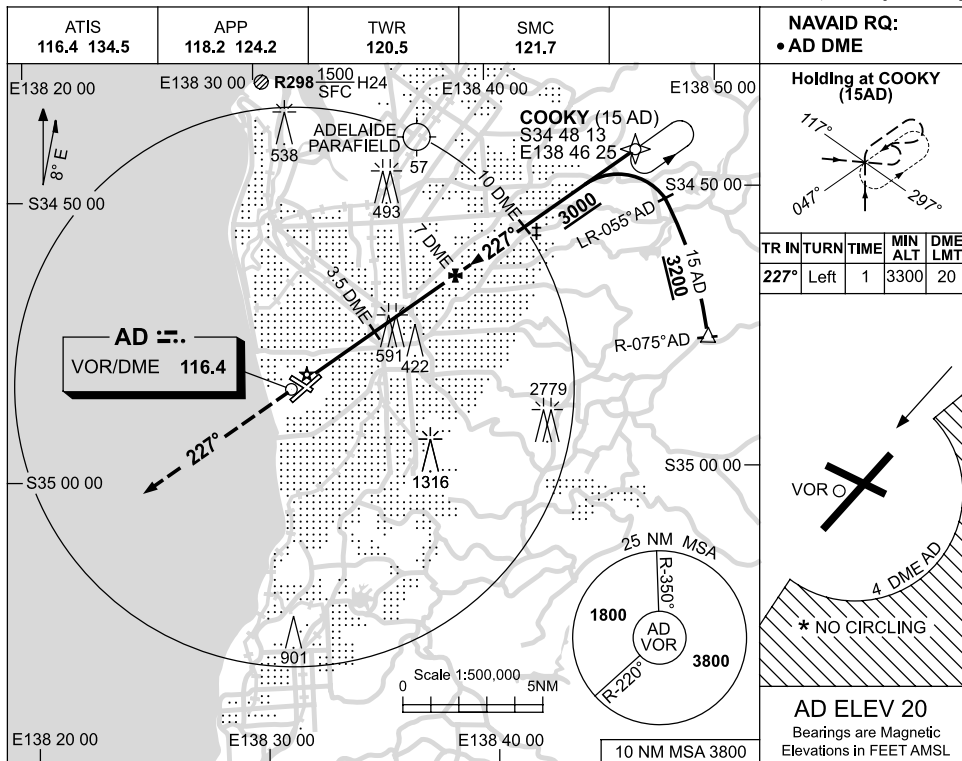 ATIS
116.4 134.5
APP
118.2 124.2
TWR
120.5
SMC
121.7
NAVAID RQ:
• AD DME
E138 20 00
E138 30 00
R298
1500
SFC
H24
E138 40 00
E138 50 00
8° E
538
ADELAIDE
PARAFIELD
57
493
COOKY (15 AD)
S34 48 13
E138 46 25
S34 50 00
S34 50 00
10 DME
3000
LR-055°AD
227°
7 DME
15 AD
3200
3.5 DME
R-075°AD
AD
VOR/DME 116.4
591
422
2779
227°
1316
S35 00 00
S35 00 00
901
25 NM MSA
R-350°
1800
AD
VOR
3800
R-220°
Scale 1:500,000
0
5NM
E138 20 00
E138 30 00
E138 40 00
10 NM MSA 3800
Holding at COOKY
(15AD)
117°
047°
297°
TR IN TURN TIME MIN ALT DME LMT
227° Left 1 3300 20
VOR
4 DME AD
* NO CIRCLING
AD ELEV 20
Bearings are Magnetic
Elevations in FEET AMSL